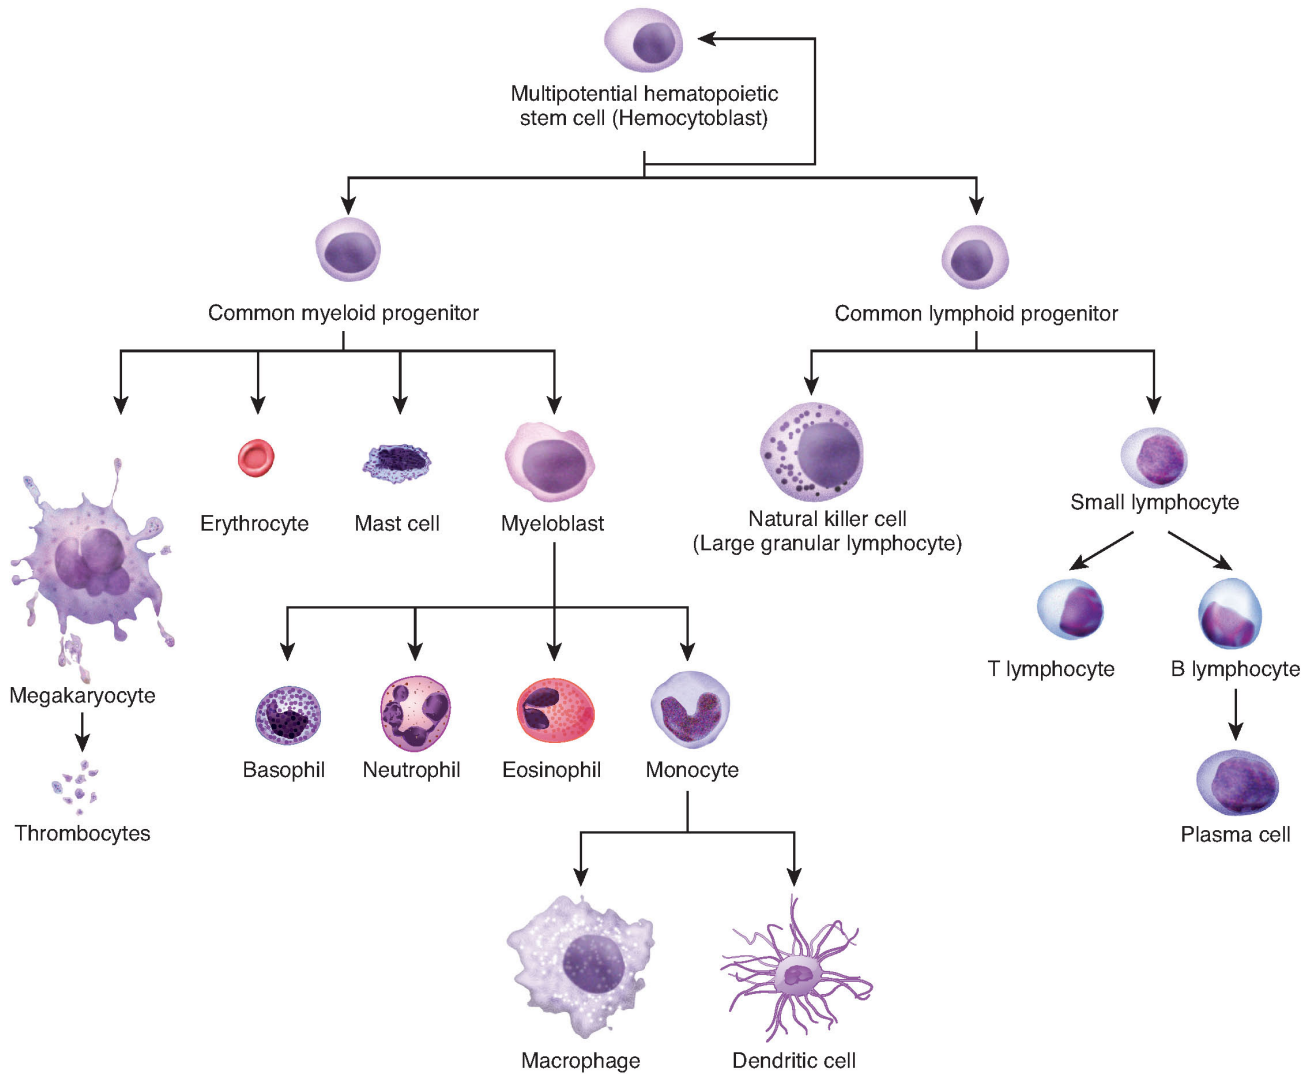 Multipotential hematopoietic
stem cell (Hemocytoblast)
Common myeloid progenitor
Common lymphoid progenitor
Erythrocyte
Mast cell
Myeloblast
Natural killer cell
(Large granular lymphocyte)
Small lymphocyte
T lymphocyte
B lymphocyte
Megakaryocyte
Basophil
Neutrophil
Eosinophil
Monocyte
Thrombocytes
Plasma cell
Macrophage
Dendritic cell